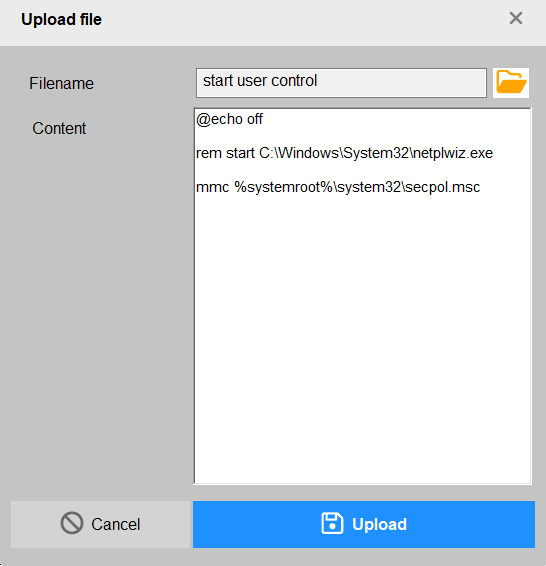 Upload file
Filename
start user control
Content
@echo off
rem start C:\Windows\System32\netplwiz.exe
mmc %systemroot%\system32\secpol.msc
Cancel
Upload